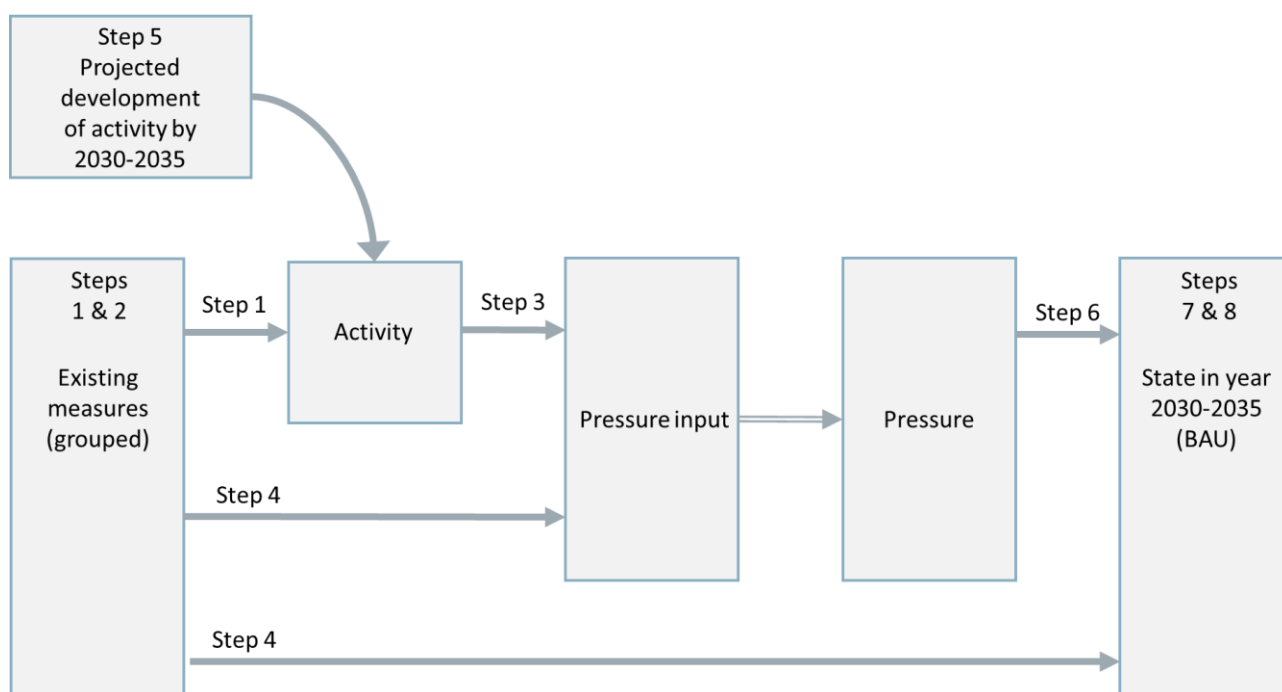 Step 5
Projected
development
of activity by
2030-2035
Steps
1 & 2
Existing
measures
(grouped)
Step 1
Activity
Step 3
Step 4
Step 4
Pressure input
Pressure
Step 6
Steps
7 & 8
State in year
2030-2035
(BAU)